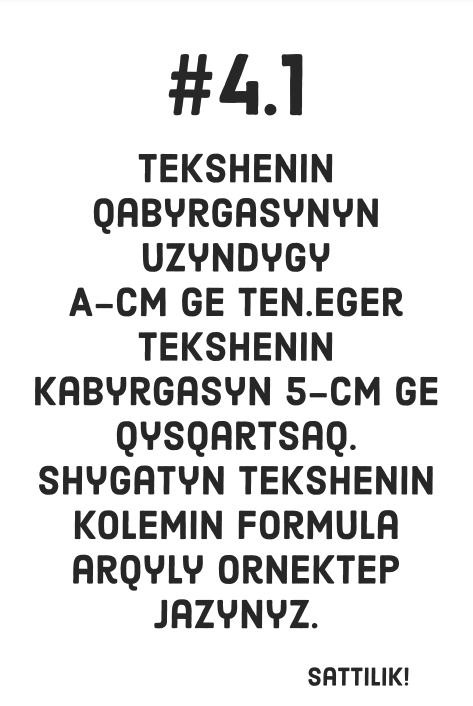 #4.1
TEKSHENIN
QABYRGASYNYN
UZYNDYGY
A-CM GE TEN.EGER
TEKSHENIN
KABYRGASYN 5-CM GE
QYSQARTSAQ.
SHYGATYN TEKSHENIN
KOLEMIN FORMULA
ARQYLY ORNEKTEP
JAZYNYZ.
SATTILIK!